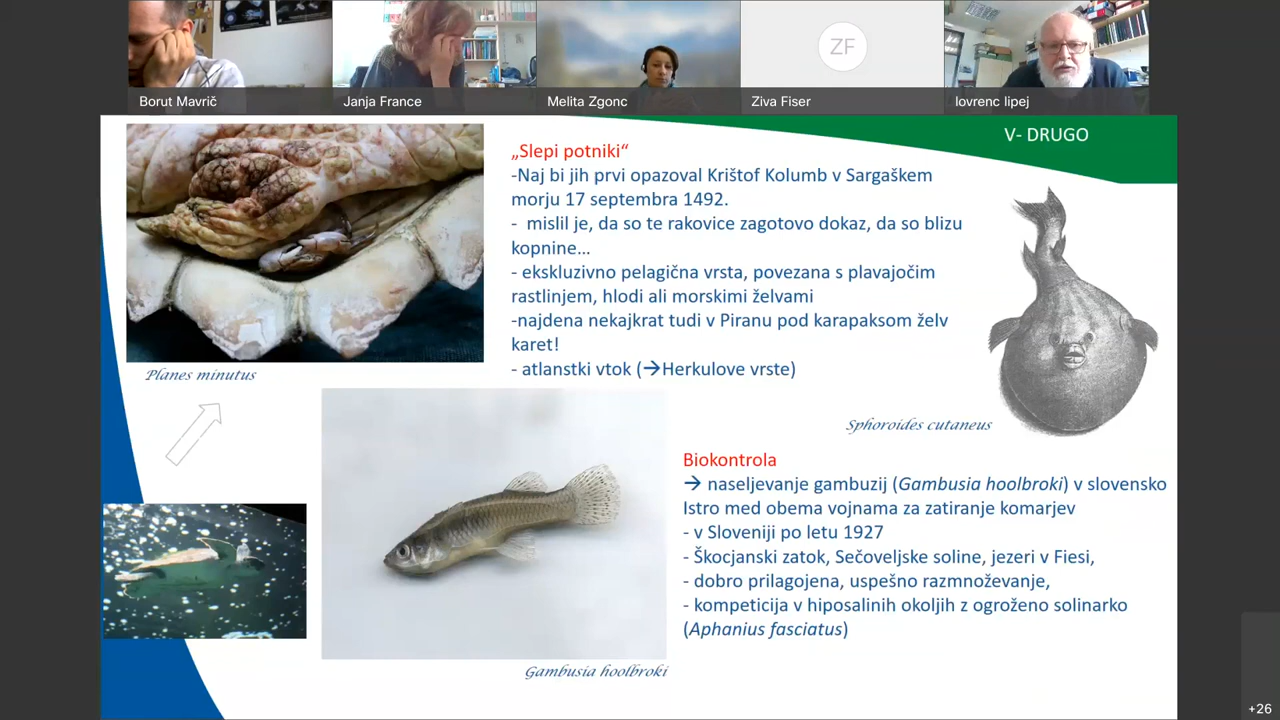 ZF
Borut Mavrič
Janja France
Melita Zgonc
Ziva Fiser
lovrenc lipej
V- DRUGO
„Slepi potniki“
-Naj bi jih prvi opazoval Krištof Kolumb v Sargaškem
morju 17 septembra 1492.
- mislil je, da so te rakovice zagotovo dokaz, da so blizu
kopnine…
- ekskluzivno pelagična vrsta, povezana s plavajočim
rastlinjem, hlodi ali morskimi želvami
-najdena nekajkrat tudi v Piranu pod karapaksom želv
karet!
- atlanstki vtok (→Herkulove vrste)
Planes minutus
Sphoroides cutaneus
Biokontrola
→ naseljevanje gambuzij (Gambusia hoolbroki) v slovensko
Istro med obema vojnama za zatiranje komarjev
- v Sloveniji po letu 1927
- Škocjanski zatok, Sečoveljske soline, jezeri v Fiesi,
- dobro prilagojena, uspešno razmnoževanje,
- kompeticija v hiposalinih okoljih z ogroženo solinarko
(Aphanius fasciatus)
Gambusia hoolbroki
+26